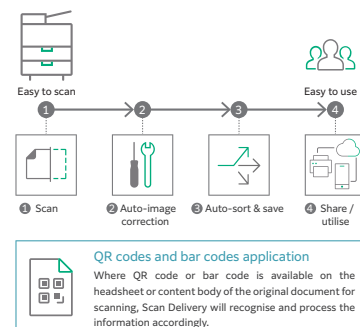 Easy to scan
Easy to use
1 2 3 4
1 Scan
2 Auto-image
correction
3 Auto-sort & save
4 Share /
utilise
QR codes and bar codes application
Where QR code or bar code is available on the
headsheet or content body of the original document for
scanning, Scan Delivery will recognise and process the
information accordingly.